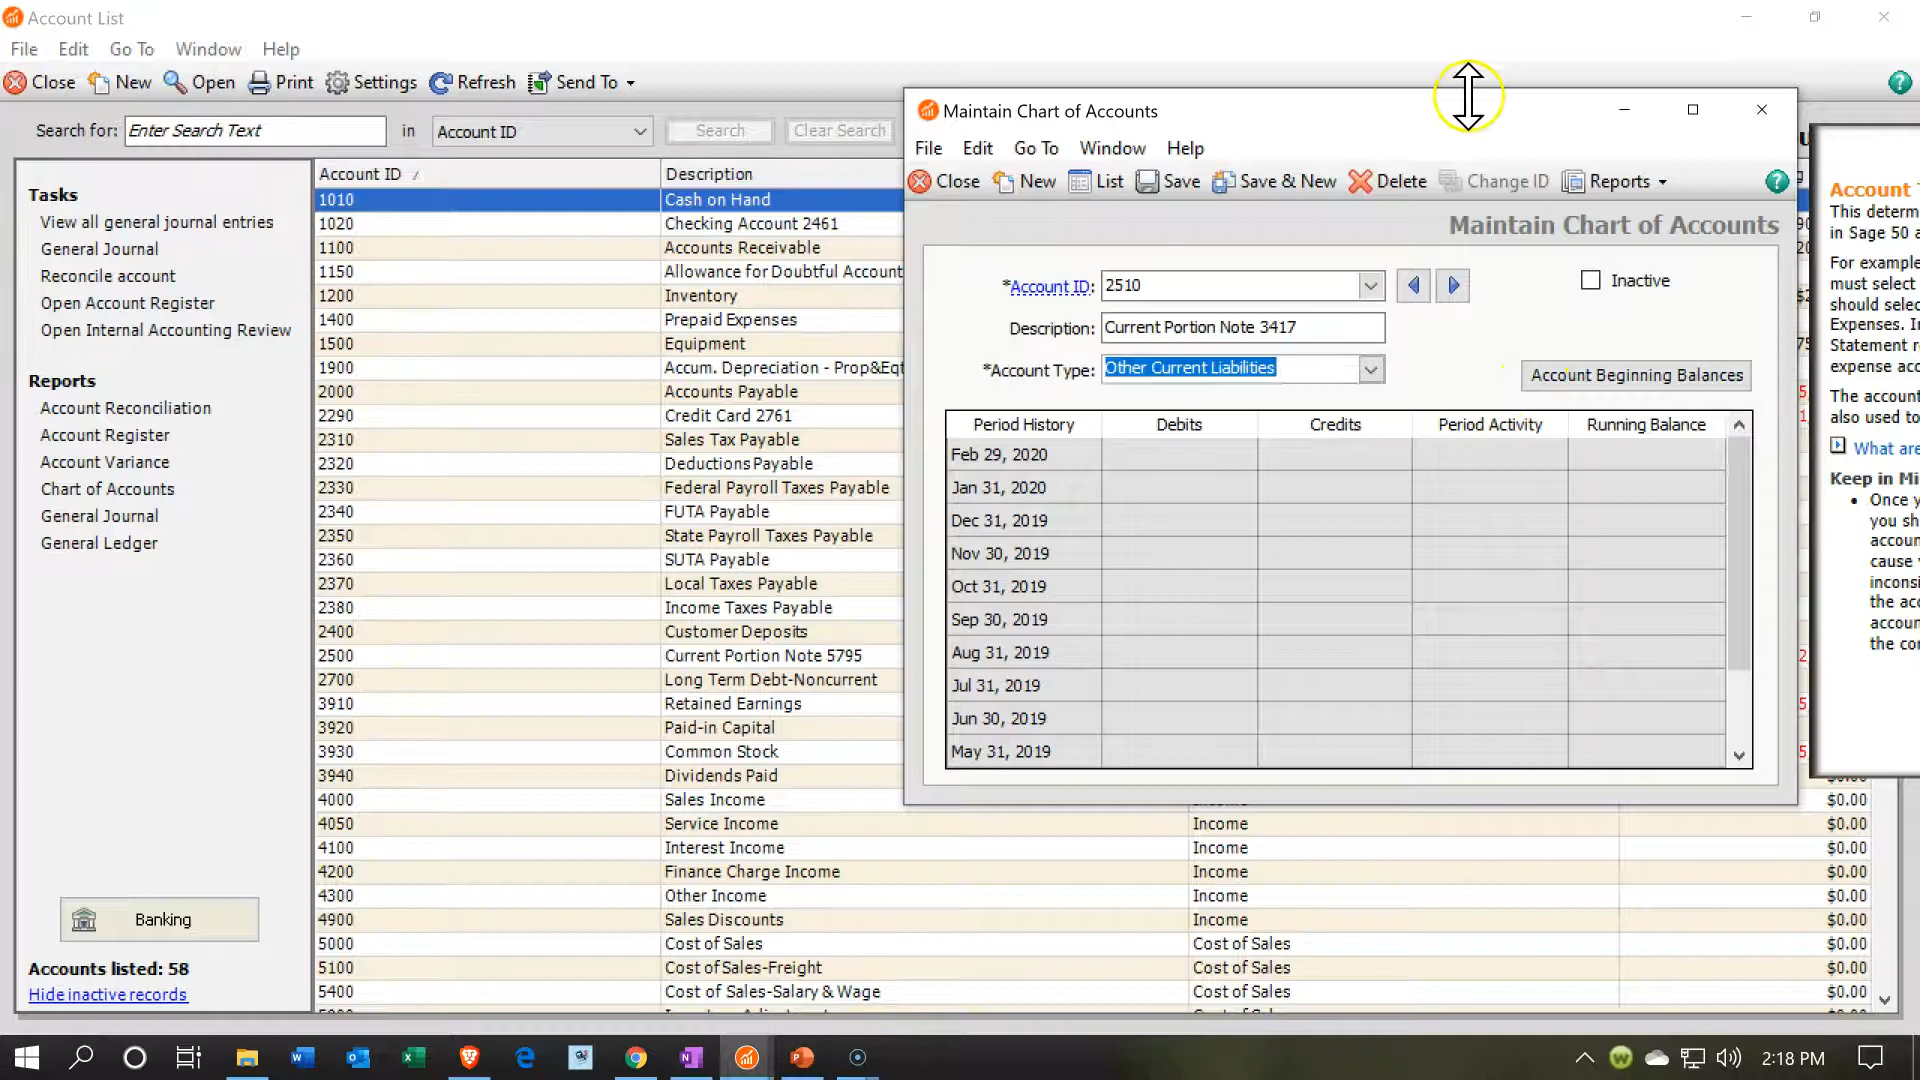 Account List
File Edit Go To Window Help
Close New Open Print Settings Refresh Send To
Search for: Enter Search Text in Account ID Search Clear Search
Tasks
View all general journal entries
General Journal
Reconcile account
Open Account Register
Open Internal Accounting Review
Reports
Account Reconciliation
Account Register
Account Variance
Chart of Accounts
General Journal
General Ledger
Banking
Accounts listed: 58
Hide inactive records
Account ID Description
1010 Cash on Hand
1020 Checking Account 2461
1100 Accounts Receivable
1150 Allowance for Doubtful Account
1200 Inventory
1400 Prepaid Expenses
1500 Equipment
1900 Accum. Depreciation - Prop&Eqt
2000 Accounts Payable
2290 Credit Card 2761
2310 Sales Tax Payable
2320 Deductions Payable
2330 Federal Payroll Taxes Payable
2340 FUTA Payable
2350 State Payroll Taxes Payable
2360 SUTA Payable
2370 Local Taxes Payable
2380 Income Taxes Payable
2400 Customer Deposits
2500 Current Portion Note 5795
2700 Long Term Debt-Noncurrent
3910 Retained Earnings
3920 Paid-in Capital
3930 Common Stock
3940 Dividends Paid
4000 Sales Income $0.00
4050 Service Income Income $0.00
4100 Interest Income Income $0.00
4200 Finance Charge Income Income $0.00
4300 Other Income Income $0.00
4900 Sales Discounts Income $0.00
5000 Cost of Sales Cost of Sales $0.00
5100 Cost of Sales-Freight Cost of Sales $0.00
5400 Cost of Sales-Salary & Wage Cost of Sales $0.00
Maintain Chart of Accounts
File Edit Go To Window Help
Close New List Save Save & New Delete Change ID Reports
Maintain Chart of Accounts
*Account ID: 2510 Inactive
Description: Current Portion Note 3417
*Account Type: Other Current Liabilities Account Beginning Balances
Period History Debits Credits Period Activity Running Balance
Feb 29, 2020
Jan 31, 2020
Dec 31, 2019
Nov 30, 2019
Oct 31, 2019
Sep 30, 2019
Aug 31, 2019
Jul 31, 2019
Jun 30, 2019
May 31, 2019
Account
This determ
in Sage 50 a
For example
must select
should selec
Expenses. I
Statement r
expense acc
The account
also used to
What are
Keep in Mi
Once y
you sh
accoun
cause
inconsi
the acc
accoun
the co
2:18 PM